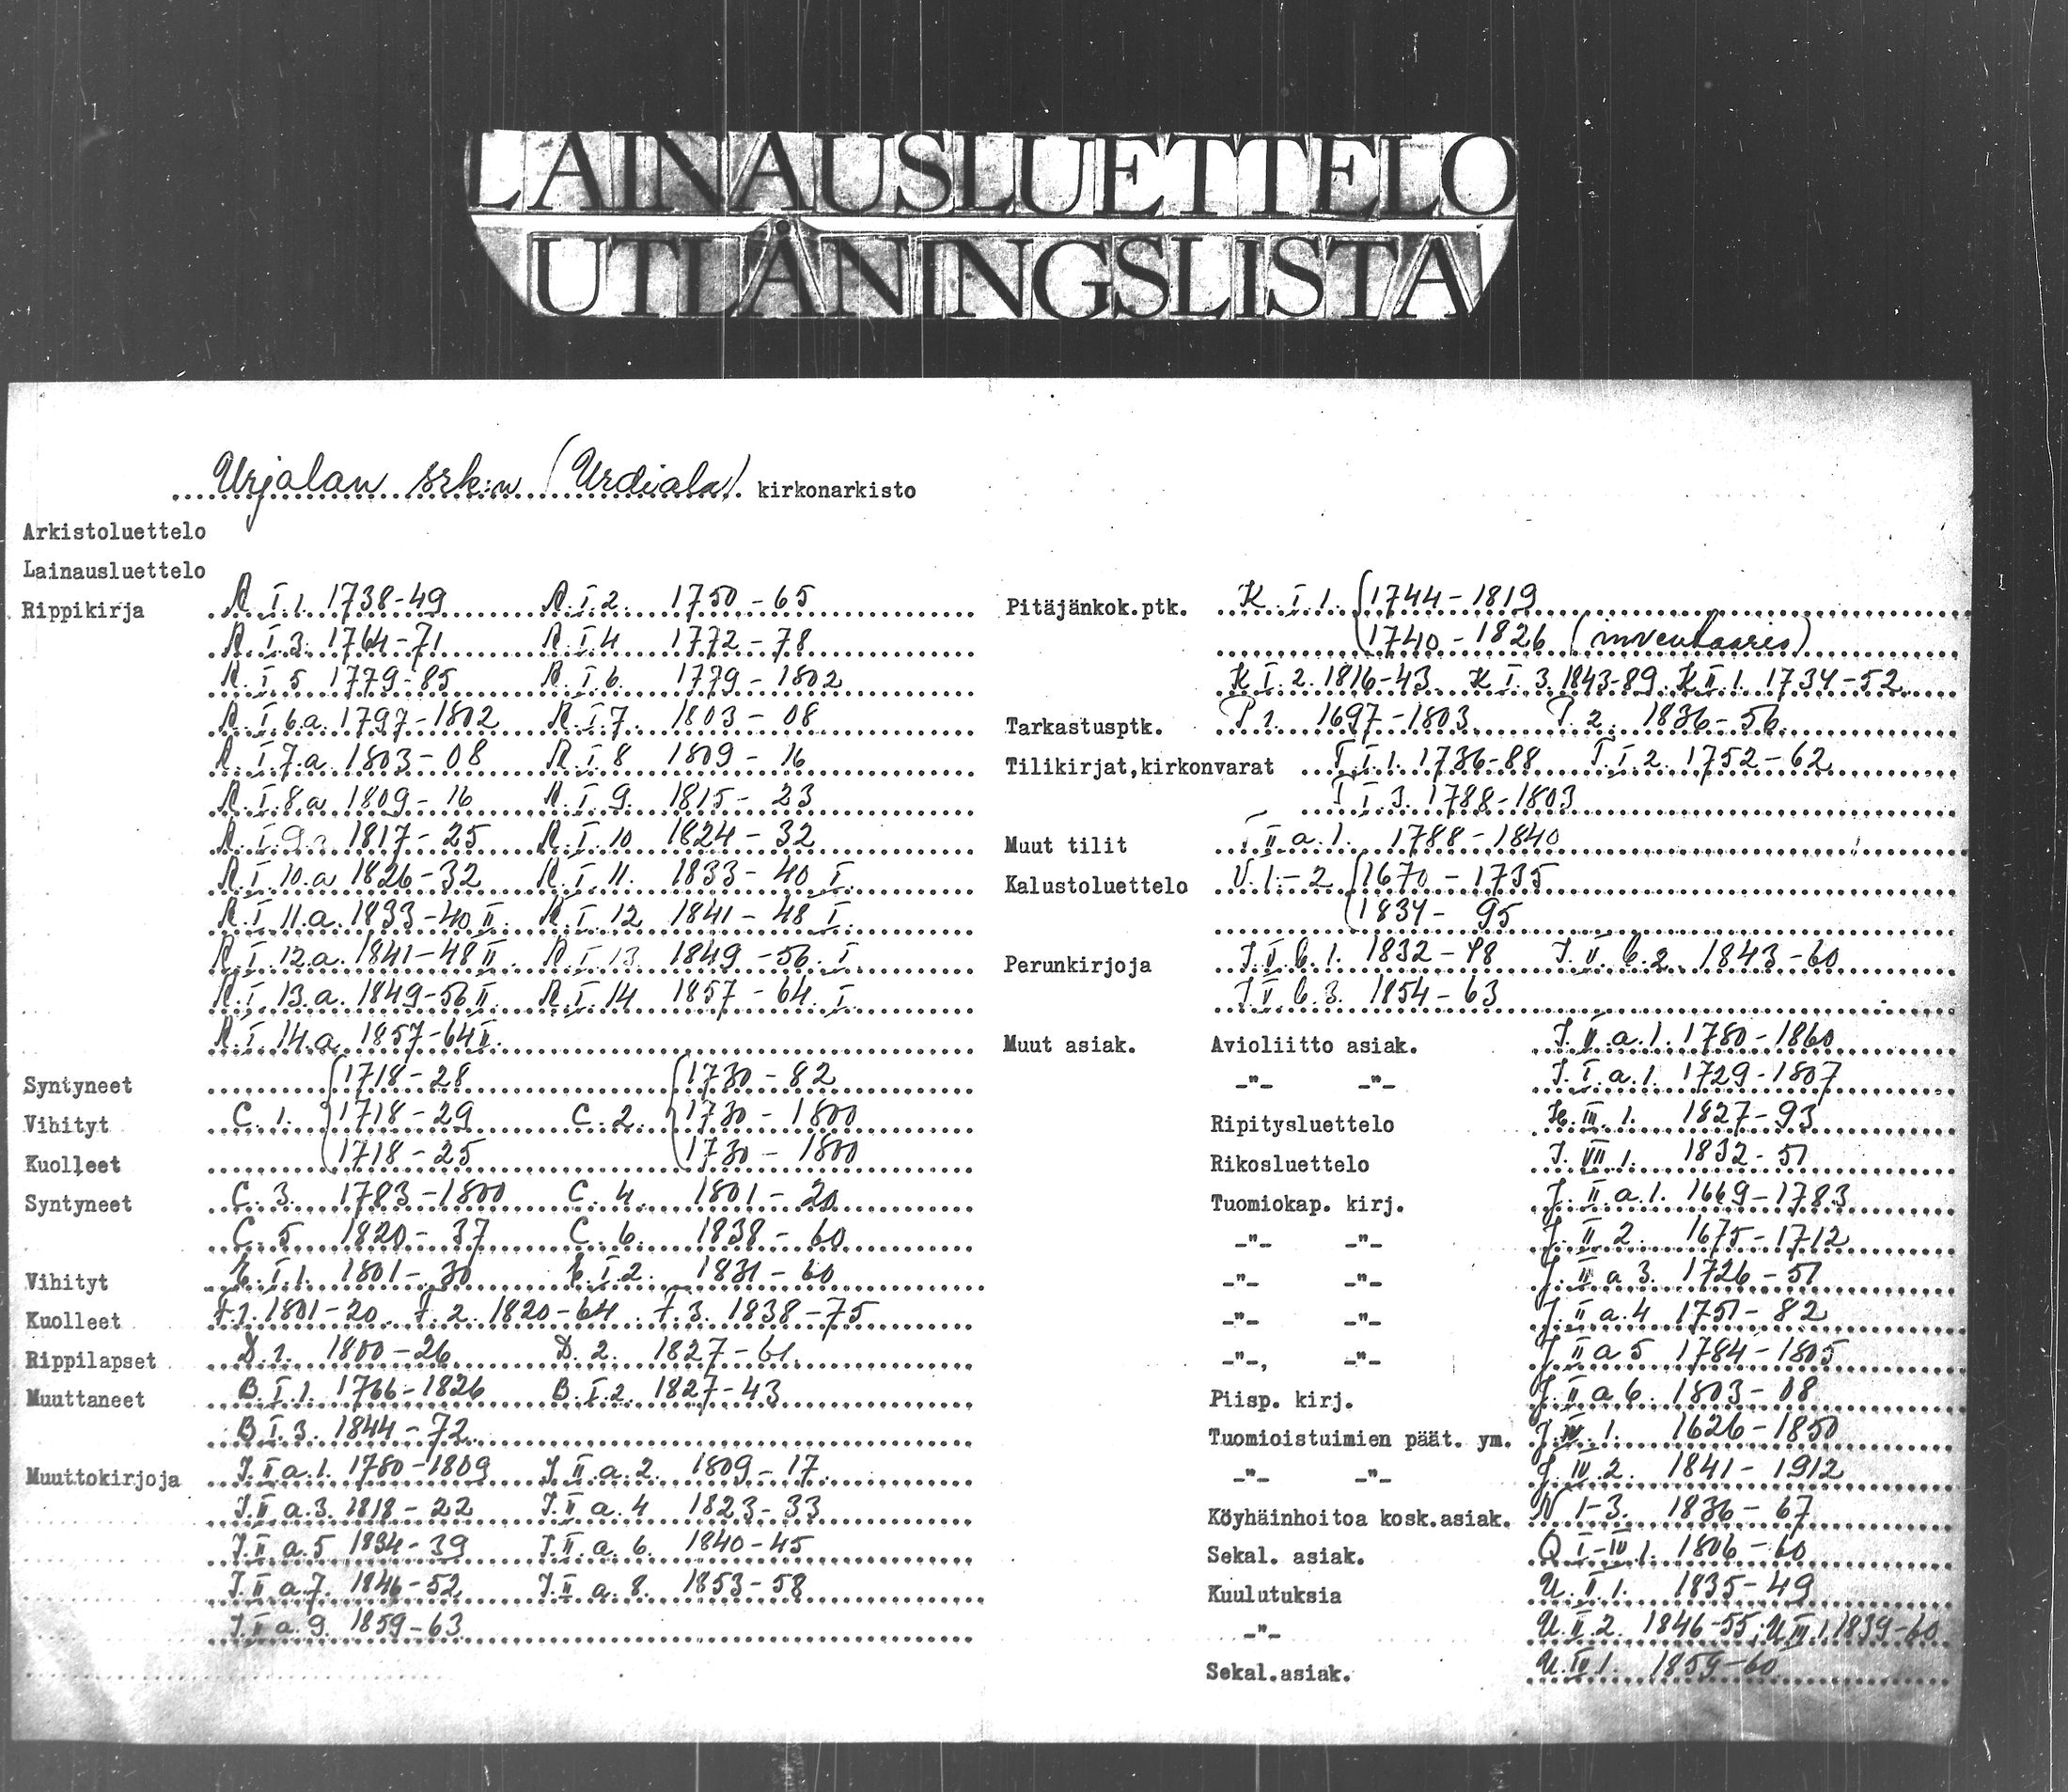 LAINAUSLUETTELO
UTLÅNINGSLISTA
Urjalan srk:n (Urdiala) kirkonarkisto
Arkistoluettelo
Lainausluettelo
Rippikirja R.I.1. 1738-49 R.I.2. 1750-65
R.I.3. 1764-71 R.I.4 1772-78
R.I.5 1779-85 R.I.6. 1779-1802
R.I.6.a. 1797-1802 R.I.7. 1803-08
R.I.7.a 1803-08 R.I.8 1809-16
R.I.8.a 1809-16 R.I.9. 1815-23
R.I.9.a 1817-25 R.I.10 1824-32
R.I.10.a 1826-32 R.I.11. 1833-40 I.
R.I.11.a. 1833-40 II. R.I.12 1841-48 I.
R.I.12.a. 1841-48 II. R.I.13. 1849-56. I.
R.I.13.a. 1849-56 II. R.I.14 1857-64. I.
R.I.14.a 1857-64 II.
Syntyneet 1718-28 1730-82
Vihityt C.1. 1718-29 C.2. 1730-1800
Kuolleet 1718-25 1730-1800
Syntyneet C.3. 1783-1800 C.4. 1801-20
C.5 1820-37 C.6. 1838-60
Vihityt E.I.1. 1801-30 E.I.2. 1831-60
Kuolleet F.1. 1801-20 F.2. 1820-64 F.3. 1838-75
Rippilapset D.1. 1800-26 D.2. 1827-61.
Muuttaneet B.I.1. 1766-1826 B.I.2. 1827-43
B I.3. 1844-72.
Muuttokirjoja J.II.a.1. 1780-1809 J.II.a.2. 1809-17.
J.II a.3. 1818-22 J.II a.4 1823-33
J.II a.5 1834-39 J.II.a.6. 1840-45
J.II a.7. 1846-52 J.II a.8. 1853-58
J.II a.9. 1859-63
Pitäjänkok.ptk. K.I.1. (1744-1819
(1740-1826 (inventaario)
K I.2. 1816-43 K I.3. 1843-89 K II.1. 1734-52
Tarkastusptk. P 1. 1697-1803 P.2. 1836-56
Tilikirjat,kirkonvarat T.I.1. 1736-88 T.I.2. 1752-62
T I.3. 1788-1803
Muut tilit T II a.1. 1788-1840
Kalustoluettelo U.1.-2 (1670-1735
(1834-95
Perunkirjoja J.V.b.1. 1832-48 J.V.b.2. 1843-60
J.V.b.3. 1854-63
Muut asiak. Avioliitto asiak. J.V.a.1. 1780-1860
-"- -"- J.I.a.1. 1729-1807
Ripitysluettelo H.III.1. 1827-93
Rikosluettelo J.VII 1. 1832-51
Tuomiokap. kirj. J.II a.1. 1669-1783
-"- -"- J.II 2. 1675-1712
-"- -"- J.II a 3. 1726-51
-"- -"- J.II a.4 1751-82
-"-, -"- J II a 5 1784-1805
Piisp. kirj. J.II a 6. 1803-08
Tuomioistuimien päät. ym. J.IV.1. 1626-1850
-"- -"- J.IV.2. 1841-1912
Köyhäinhoitoa kosk.asiak. N 1-3. 1836-67
Sekal. asiak. Q I-IV 1. 1806-60
Kuulutuksia U.II 1. 1835-49
-"- U.II.2. 1846-55; U III.1. 1839-60
Sekal.asiak. U.IV 1. 1859-60